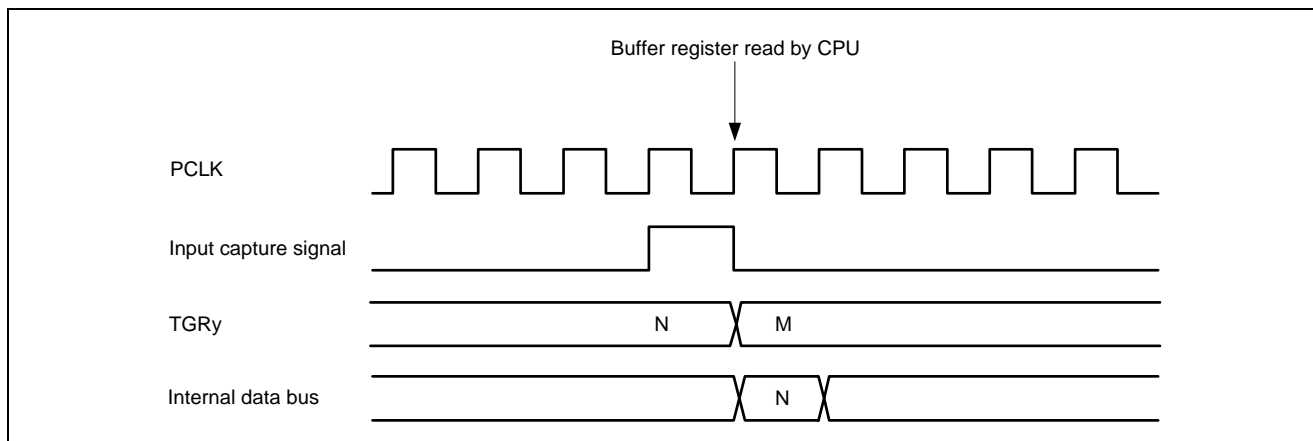 Buffer register read by CPU
PCLK
Input capture signal
TGRy N M
Internal data bus N